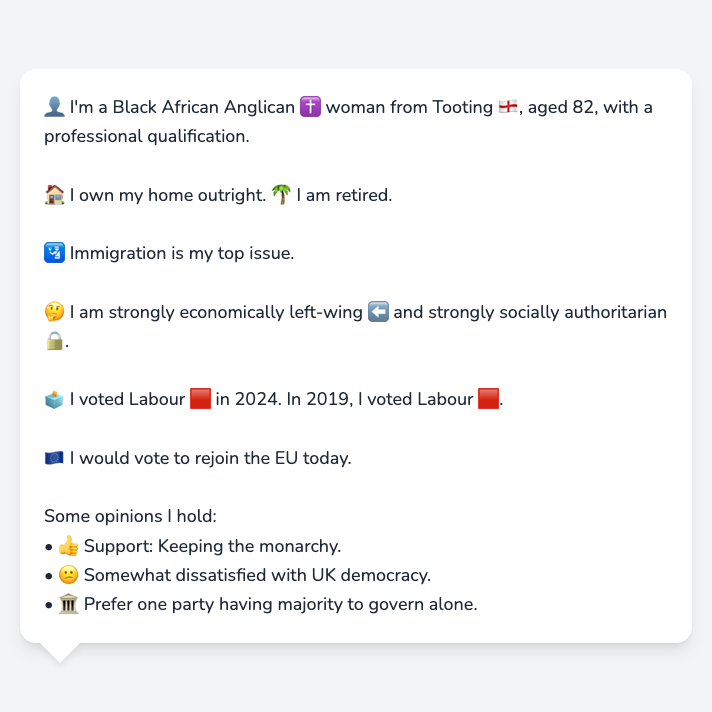 👤 I'm a Black African Anglican ✝️ woman from Tooting 🏴󠁧󠁢󠁥󠁮󠁧󠁿, aged 82, with a
professional qualification.
🏠 I own my home outright. 🌴 I am retired.
🛂 Immigration is my top issue.
🤔 I am strongly economically left-wing ⬅️ and strongly socially authoritarian
🔒.
🗳️ I voted Labour 🟥 in 2024. In 2019, I voted Labour 🟥.
🇪🇺 I would vote to rejoin the EU today.
Some opinions I hold:
• 👍 Support: Keeping the monarchy.
• 😕 Somewhat dissatisfied with UK democracy.
• 🏛️ Prefer one party having majority to govern alone.